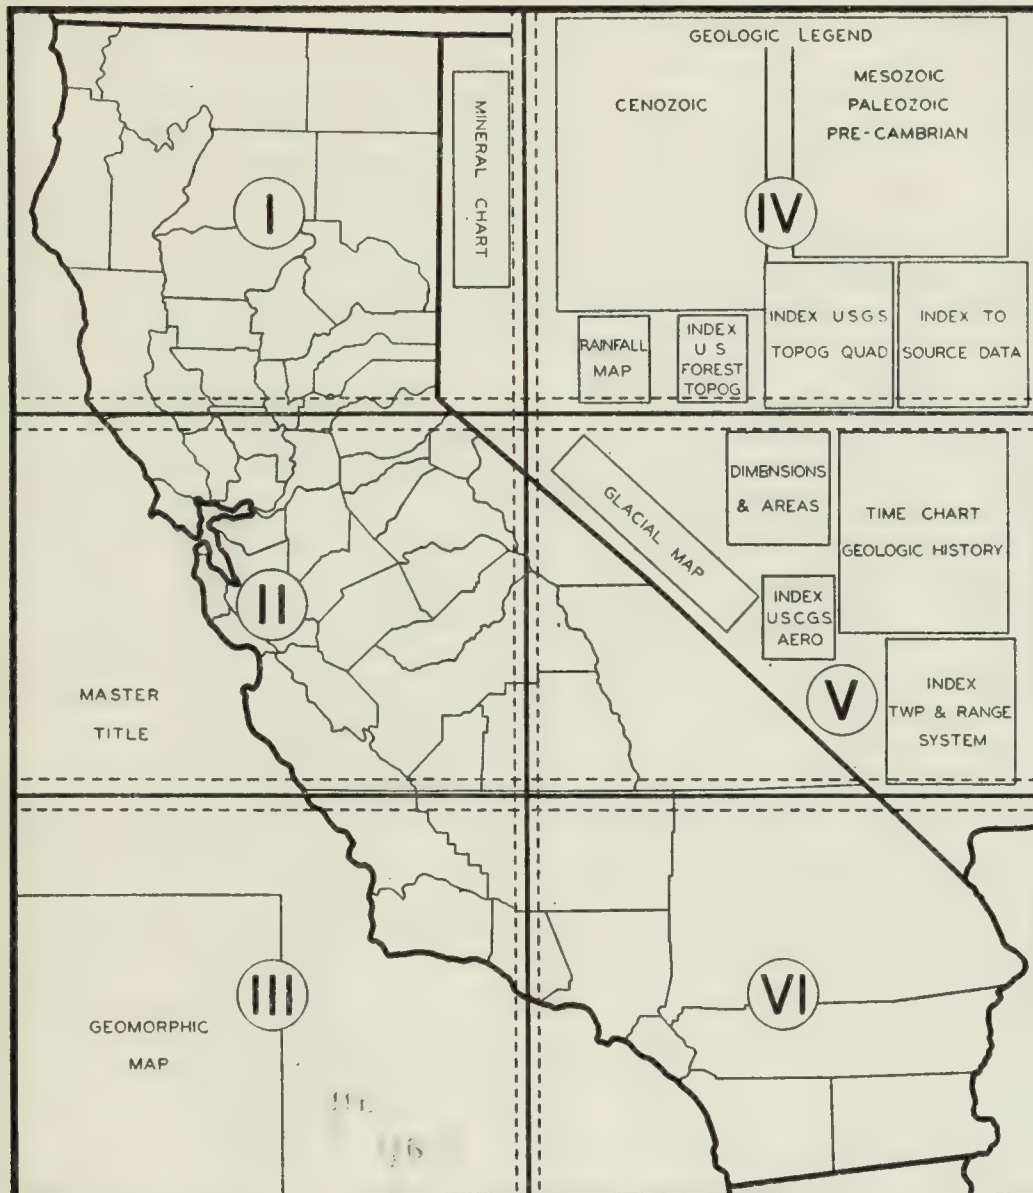 GEOLOGIC LEGEND
CENOZOIC
MESOZOIC
PALEOZOIC
PRE-CAMBRIAN
MINERAL CHART
I
IV
RAINFALL
MAP
INDEX
U S
FOREST
TOPOG
INDEX USGS
TOPOG QUAD
INDEX TO
SOURCE DATA
GLACIAL MAP
DIMENSIONS
& AREAS
TIME CHART
GEOLOGIC HISTORY
INDEX
USCGS
AERO
II
V
INDEX
TWP & RANGE
SYSTEM
MASTER
TITLE
III
VI
GEOMORPHIC
MAP